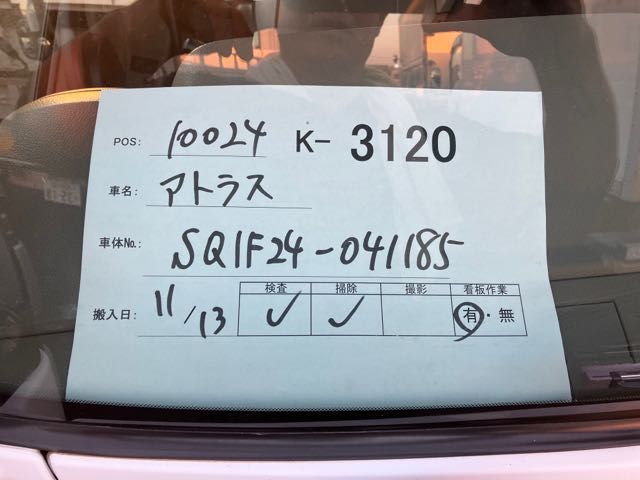 POS: 10024 K- 3120
車名: アトラス
車体No.: SQ1F24-041185
検査 掃除 撮影 看板作業
搬入日: 11/13 ✓ ✓ 有・無